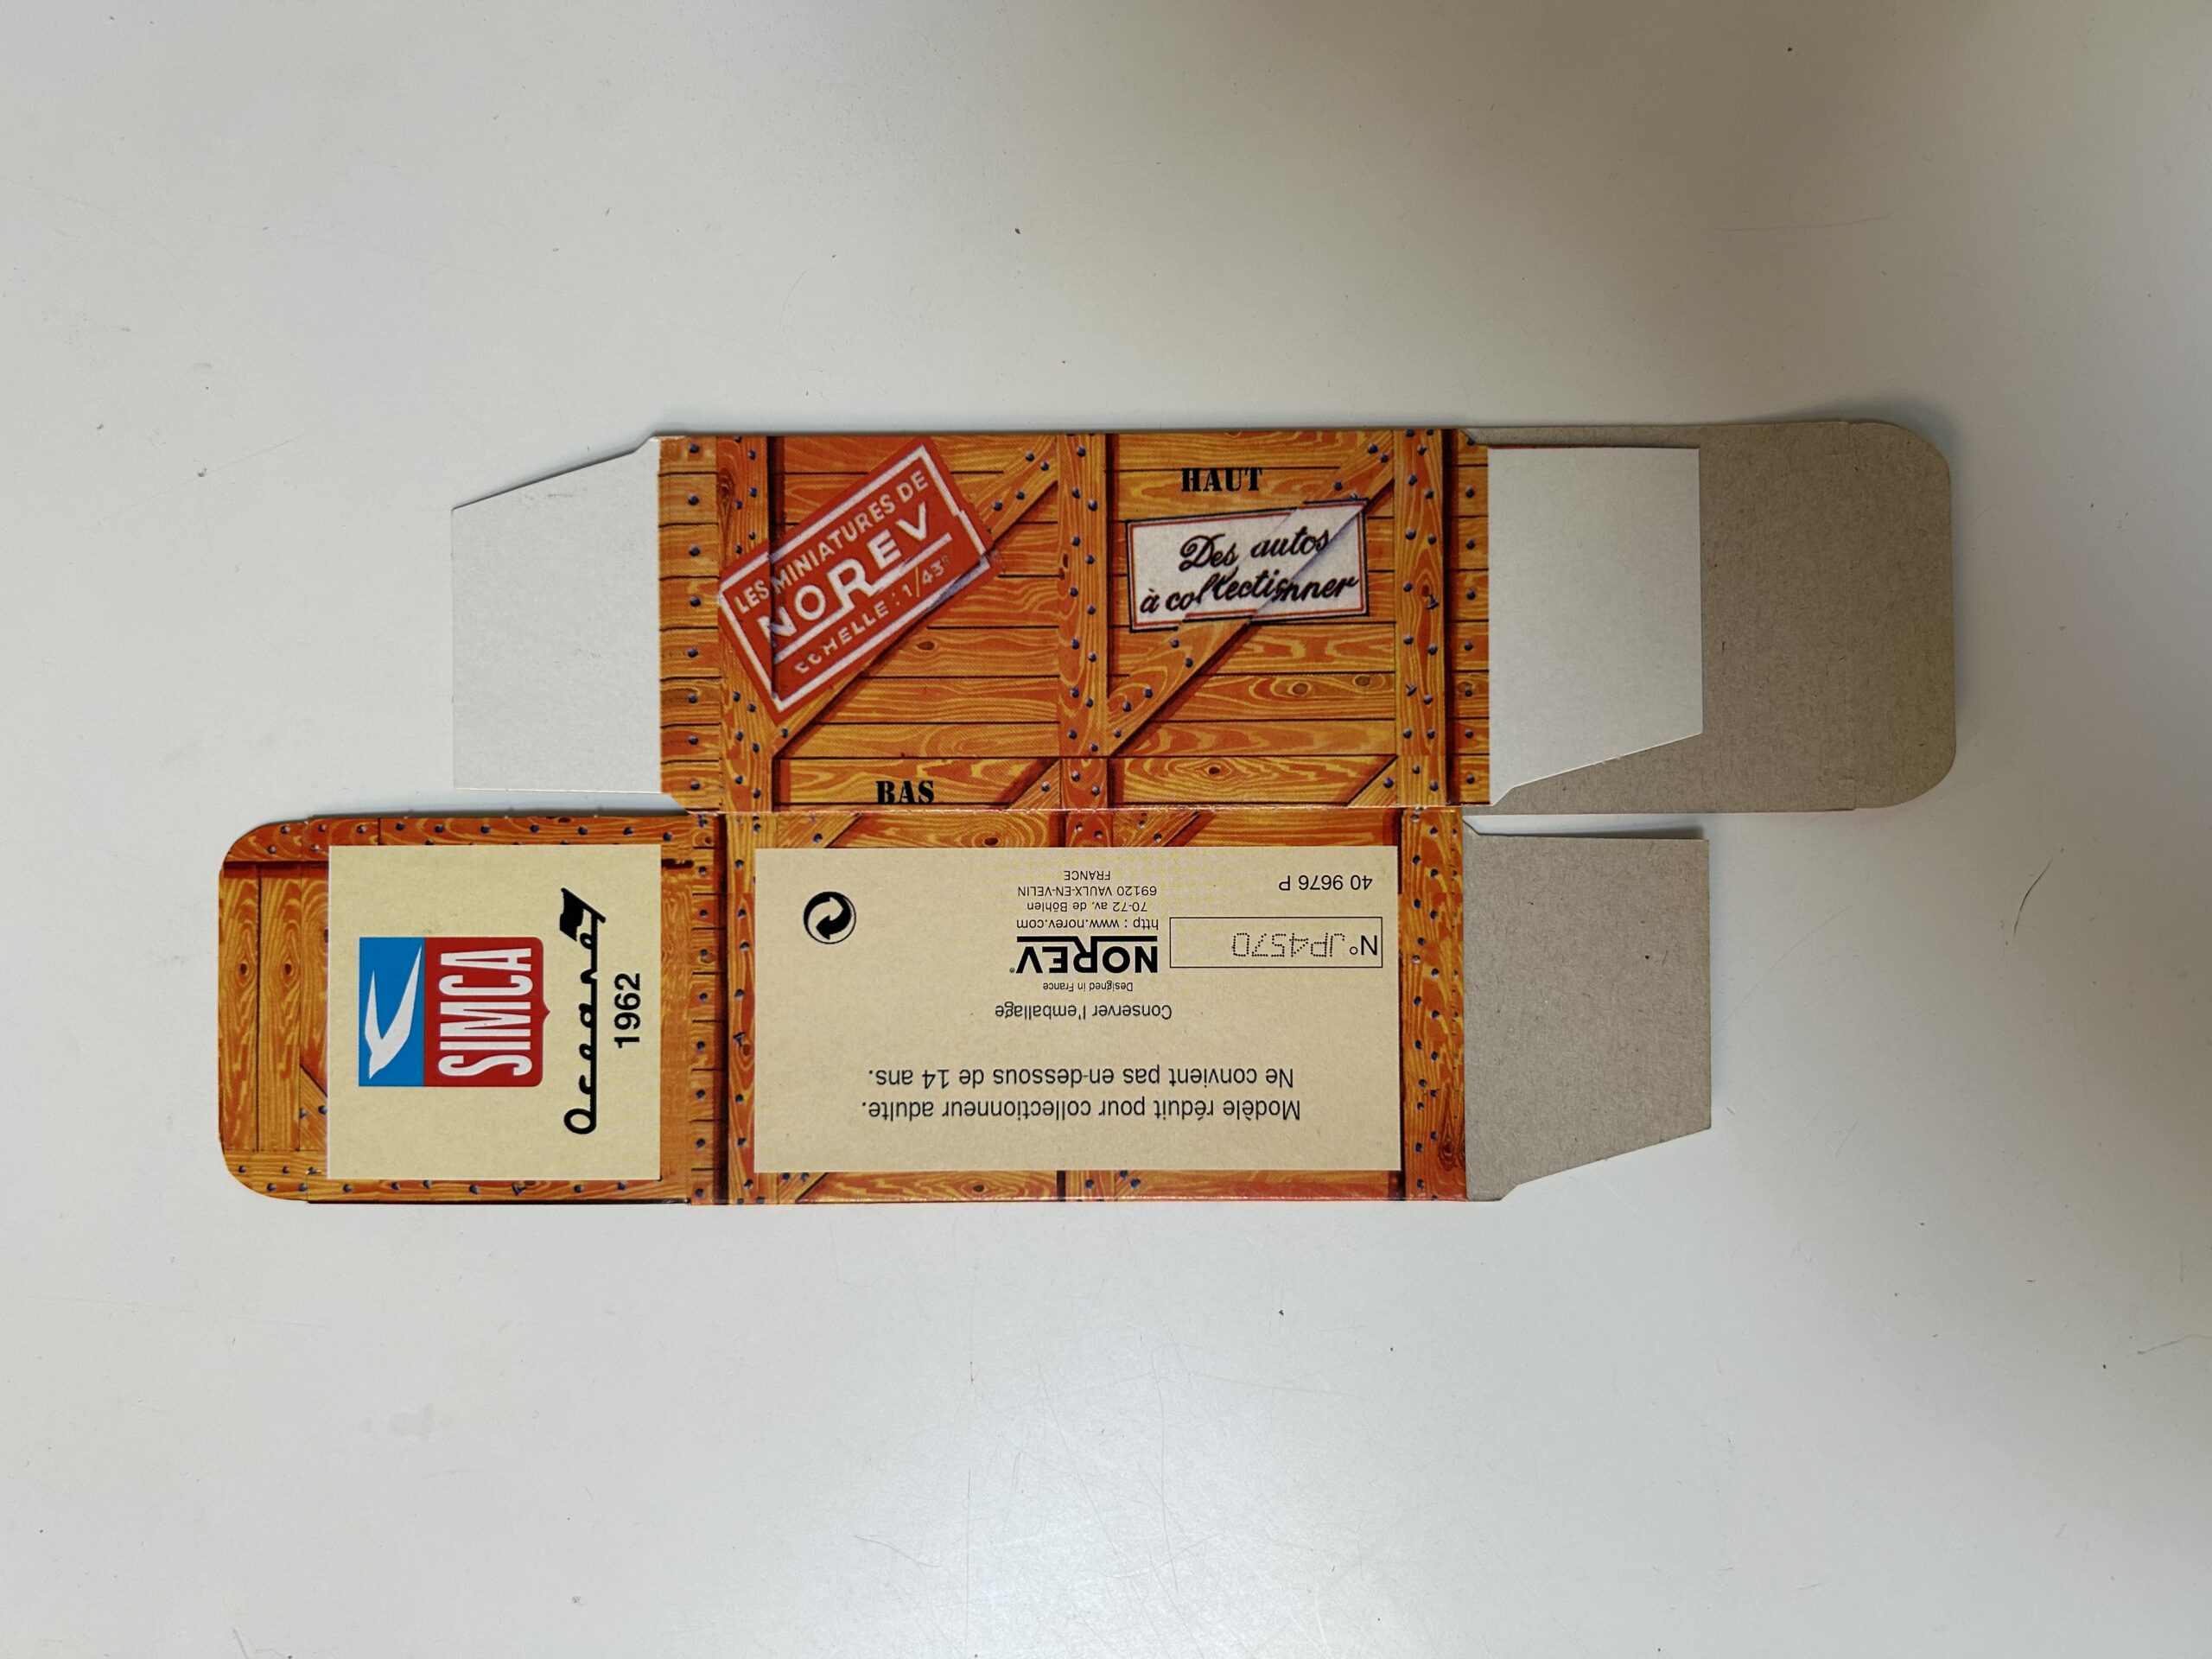 LES MINIATURES DE
NOREV
ECHELLE : 1/43e
HAUT
Des autos
à collectionner
BAS
SIMCA
Oceane
1962
Modèle réduit pour collectionneur adulte.
Ne convient pas en-dessous de 14 ans.
Conserver l'emballage
Designed in France
NOREV®
http : www.norev.com
70-72 av. de Böhlen
69120 VAULX-EN-VELIN
FRANCE
N° JP4570
40 9676 P